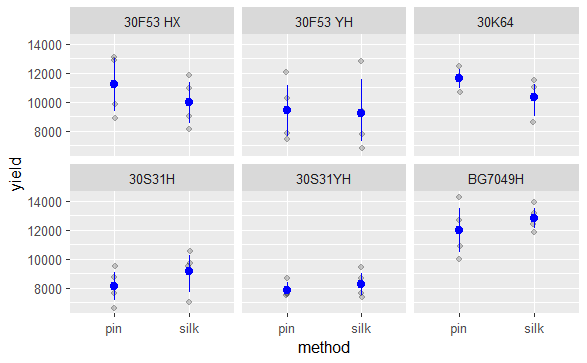 30F53 HX 30F53 YH 30K64
14000
12000
10000
8000
yield
30S31H 30S31YH BG7049H
14000
12000
10000
8000
pin silk pin silk pin silk
method